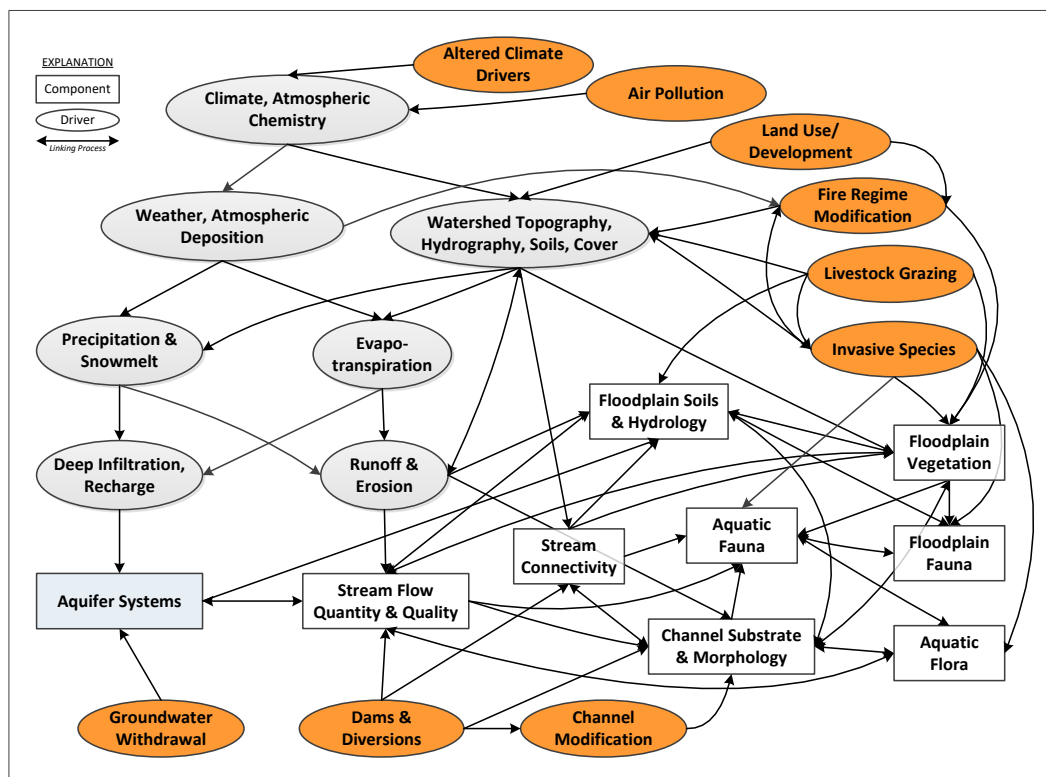 EXPLANATION
Component
Driver
Linking Process
Altered Climate
Drivers
Air Pollution
Climate, Atmospheric
Chemistry
Land Use/
Development
Weather, Atmospheric
Deposition
Watershed Topography,
Hydrography, Soils, Cover
Fire Regime
Modification
Livestock Grazing
Precipitation &
Snowmelt
Evapo-
transpiration
Invasive Species
Floodplain Soils
& Hydrology
Floodplain
Vegetation
Deep Infiltration,
Recharge
Runoff &
Erosion
Stream
Connectivity
Aquatic
Fauna
Floodplain
Fauna
Aquifer Systems
Stream Flow
Quantity & Quality
Channel Substrate
& Morphology
Aquatic
Flora
Groundwater
Withdrawal
Dams &
Diversions
Channel
Modification